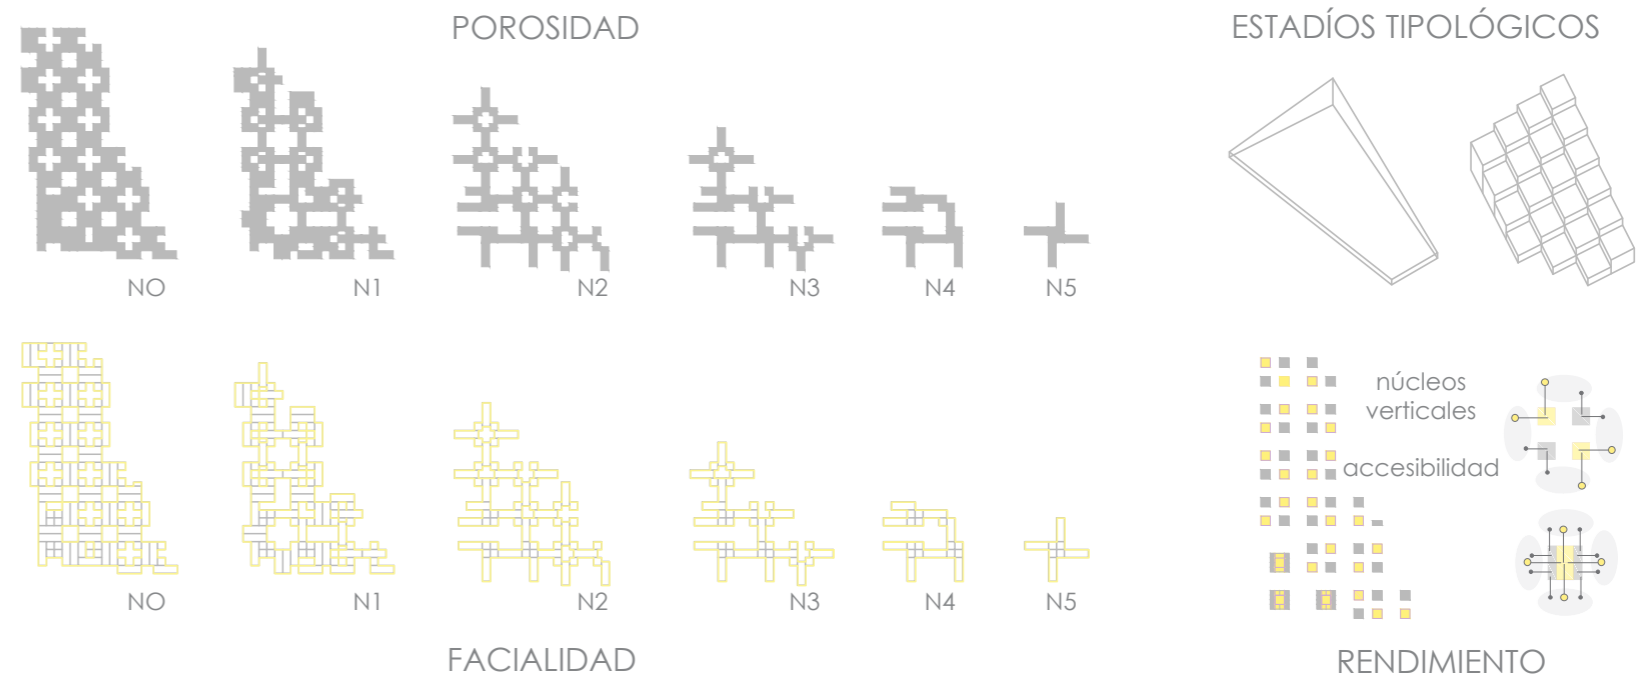 POROSIDAD
ESTADÍOS TIPOLÓGICOS
NO
N1
N2
N3
N4
N5
núcleos
verticales
accesibilidad
NO
N1
N2
N3
N4
N5
FACIALIDAD
RENDIMIENTO